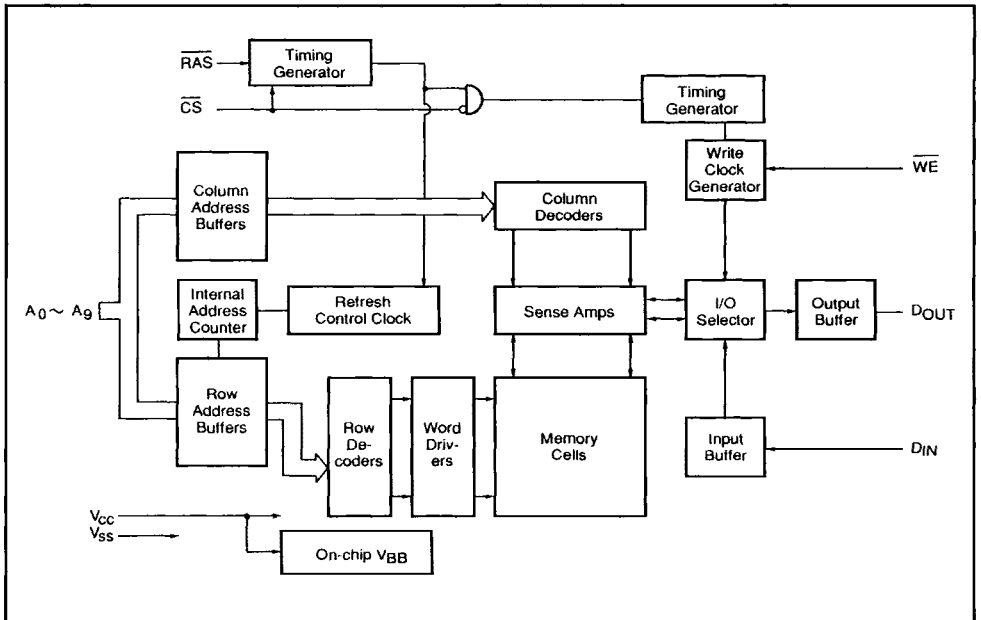 RAS
Timing
Generator
CS
Timing
Generator
Write
Clock
Generator
WE
Column
Address
Buffers
Column
Decoders
A0~ A9
Internal
Address
Counter
Refresh
Control Clock
Sense Amps
I/O
Selector
Output
Buffer
DOUT
Row
Address
Buffers
Row
De-
coders
Word
Driv-
ers
Memory
Cells
Input
Buffer
DIN
VCC
VSS
On-chip VBB